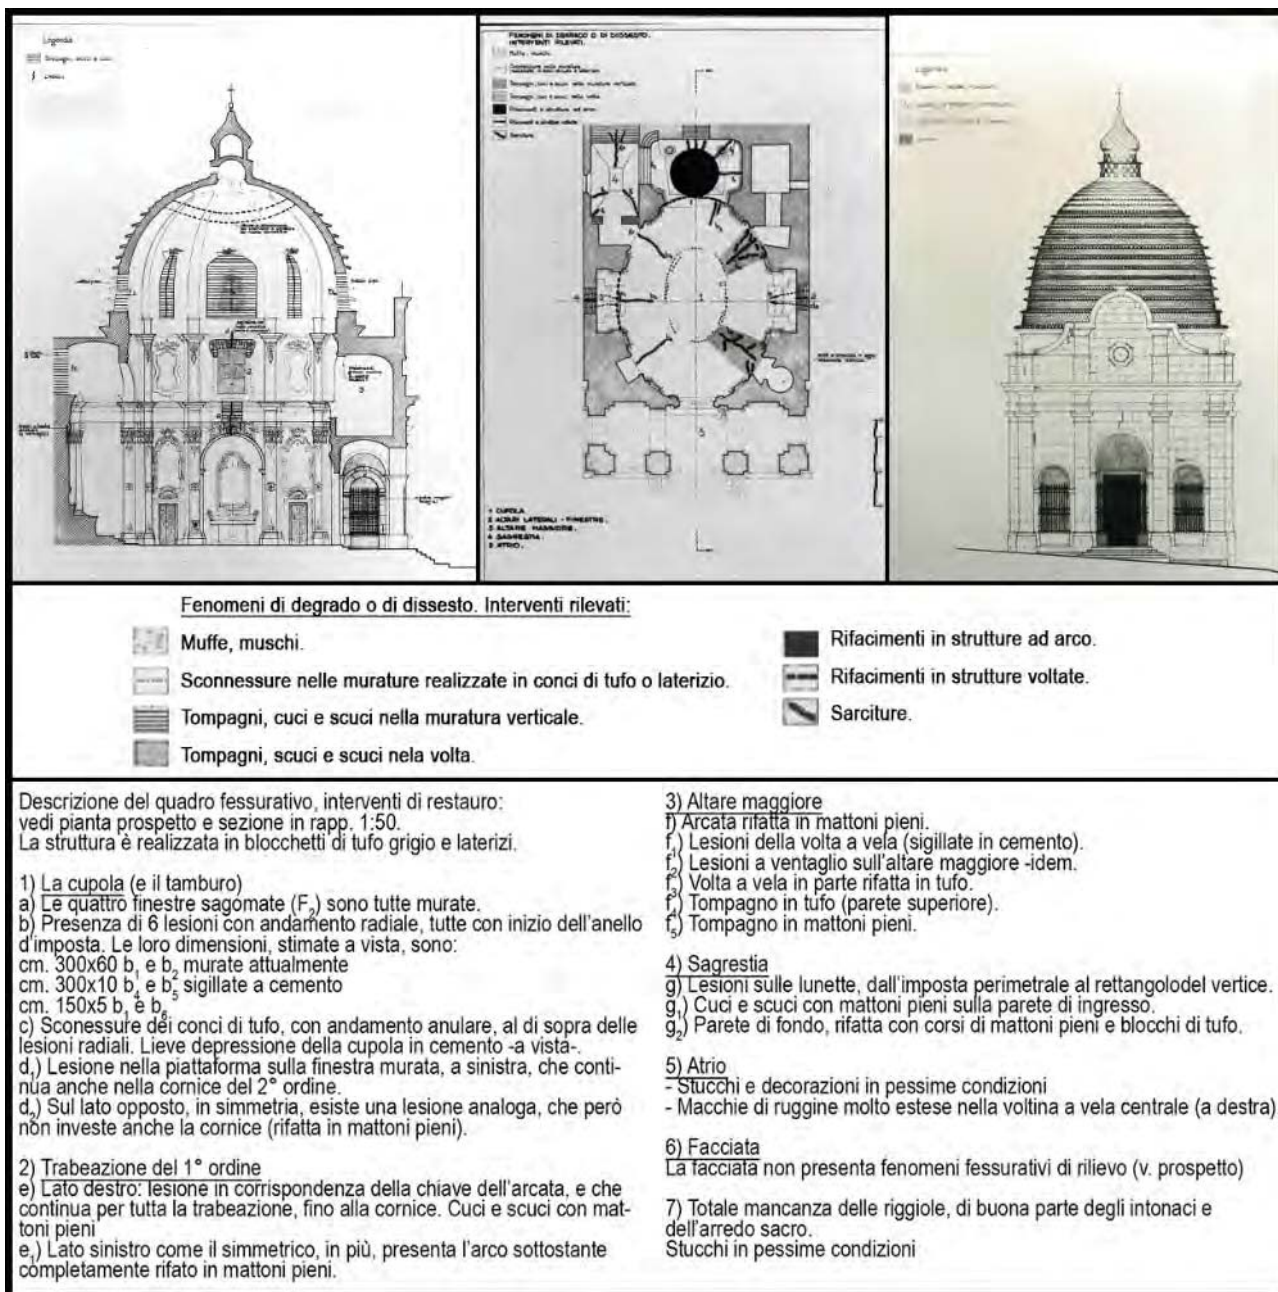 Legenda
FENOMENI DI DEGRADO O DI DISSESTO.
INTERVENTI RILEVATI.
Muffe, muschi.
Sarciture.
1 CUPOLA
2 ALTARI LATERALI - FINESTRE.
3 ALTARE MAGGIORE.
4 SAGRESTIA.
5 ATRIO.
Legenda
Fenomeni di degrado o di dissesto. Interventi rilevati:
Muffe, muschi.
Sconnessure nelle murature realizzate in conci di tufo o laterizio.
Tompagni, cuci e scuci nella muratura verticale.
Tompagni, scuci e scuci nela volta.
Rifacimenti in strutture ad arco.
Rifacimenti in strutture voltate.
Sarciture.
Descrizione del quadro fessurativo, interventi di restauro:
vedi pianta prospetto e sezione in rapp. 1:50.
La struttura è realizzata in blocchetti di tufo grigio e laterizi.
1) La cupola (e il tamburo)
a) Le quattro finestre sagomate (F₂) sono tutte murate.
b) Presenza di 6 lesioni con andamento radiale, tutte con inizio dell'anello
d'imposta. Le loro dimensioni, stimate a vista, sono:
cm. 300x60 b₁ e b₂ murate attualmente
cm. 300x10 b₄ e b₅ sigillate a cemento
cm. 150x5 b₁ è b₆
c) Sconessure dei conci di tufo, con andamento anulare, al di sopra delle
lesioni radiali. Lieve depressione della cupola in cemento -a vista-.
d₁) Lesione nella piattaforma sulla finestra murata, a sinistra, che conti-
nua anche nella cornice del 2° ordine.
d₂) Sul lato opposto, in simmetria, esiste una lesione analoga, che però
non investe anche la cornice (rifatta in mattoni pieni).
2) Trabeazione del 1° ordine
e) Lato destro: lesione in corrispondenza della chiave dell'arcata, e che
continua per tutta la trabeazione, fino alla cornice. Cuci e scuci con mat-
toni pieni
e₁) Lato sinistro come il simmetrico, in più, presenta l'arco sottostante
completamente rifato in mattoni pieni.
3) Altare maggiore
f) Arcata rifatta in mattoni pieni.
f₁) Lesioni della volta a vela (sigillate in cemento).
f₂) Lesioni a ventaglio sull'altare maggiore -idem.
f₃) Volta a vela in parte rifatta in tufo.
f₄) Tompagno in tufo (parete superiore).
f₅) Tompagno in mattoni pieni.
4) Sagrestia
g) Lesioni sulle lunette, dall'imposta perimetrale al rettangolodel vertice.
g₁) Cuci e scuci con mattoni pieni sulla parete di ingresso.
g₂) Parete di fondo, rifatta con corsi di mattoni pieni e blocchi di tufo.
5) Atrio
- Stucchi e decorazioni in pessime condizioni
- Macchie di ruggine molto estese nella voltina a vela centrale (a destra)
6) Facciata
La facciata non presenta fenomeni fessurativi di rilievo (v. prospetto)
7) Totale mancanza delle riggiole, di buona parte degli intonaci e
dell'arredo sacro.
Stucchi in pessime condizioni